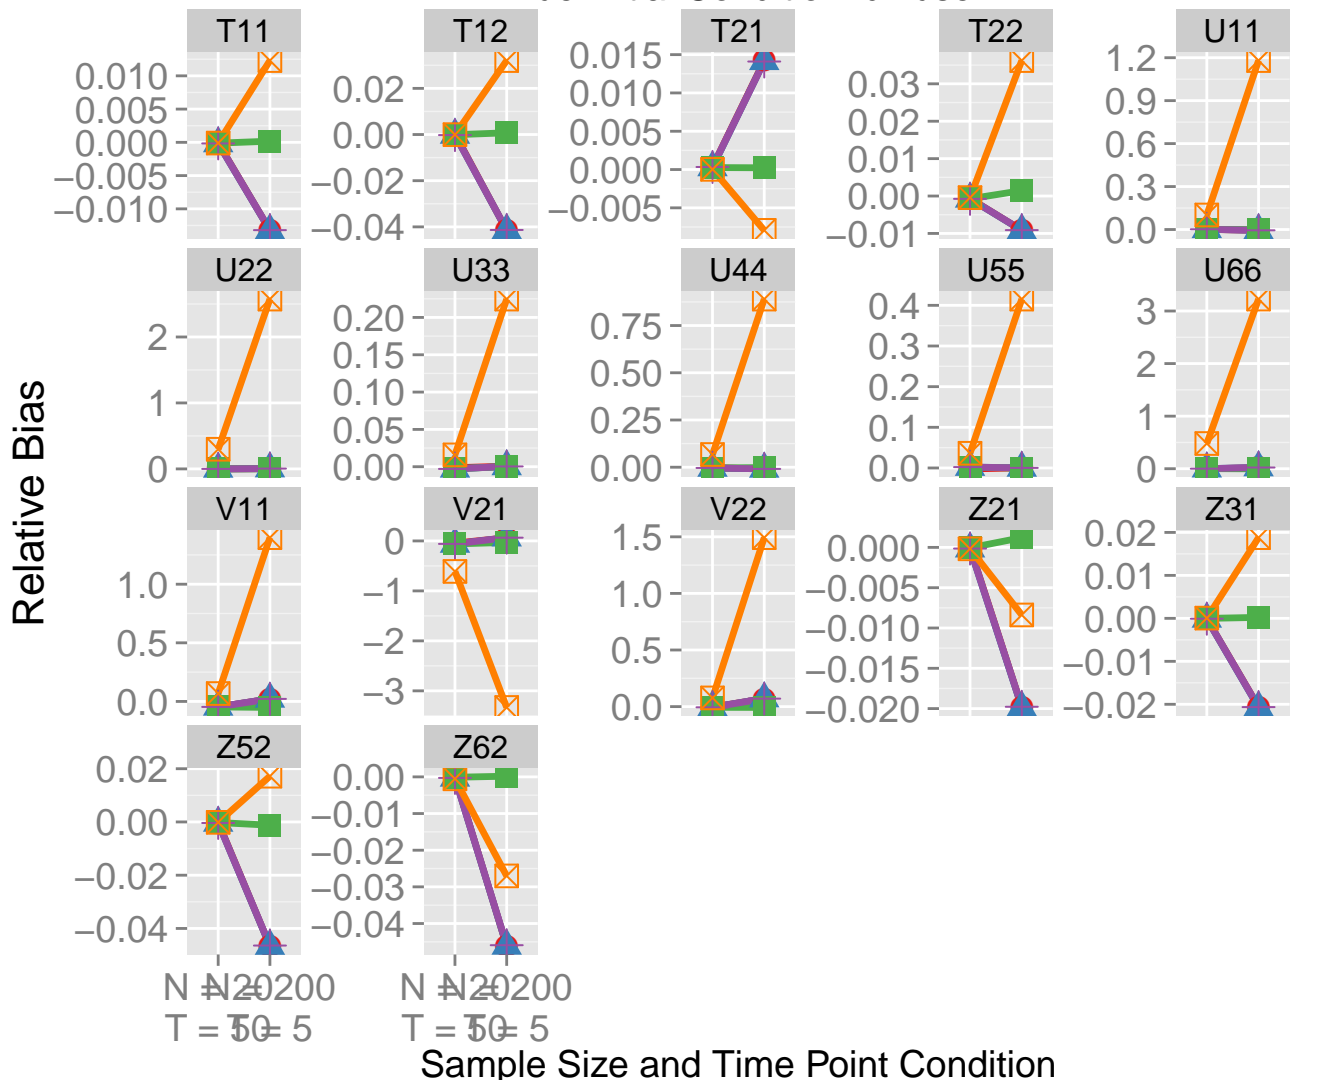 T11 T12 T21 T22 U11
0.010 0.005 0.000 −0.005 −0.010
0.02 0.00 −0.02 −0.04
0.015 0.010 0.005 0.000 −0.005
0.03 0.02 0.01 0.00 −0.01
1.2 0.9 0.6 0.3 0.0
U22 U33 U44 U55 U66
2 1 0
0.20 0.15 0.10 0.05 0.00
0.75 0.50 0.25 0.00
0.4 0.3 0.2 0.1 0.0
3 2 1 0
Relative Bias
V11 V21 V22 Z21 Z31
1.0 0.5 0.0
0 −1 −2 −3
1.5 1.0 0.5 0.0
0.000 −0.005 −0.010 −0.015 −0.020
0.02 0.01 0.00 −0.01 −0.02
Z52 Z62
0.02 0.00 −0.02 −0.04
0.00 −0.01 −0.02 −0.03 −0.04
Sample Size and Time Point Condition